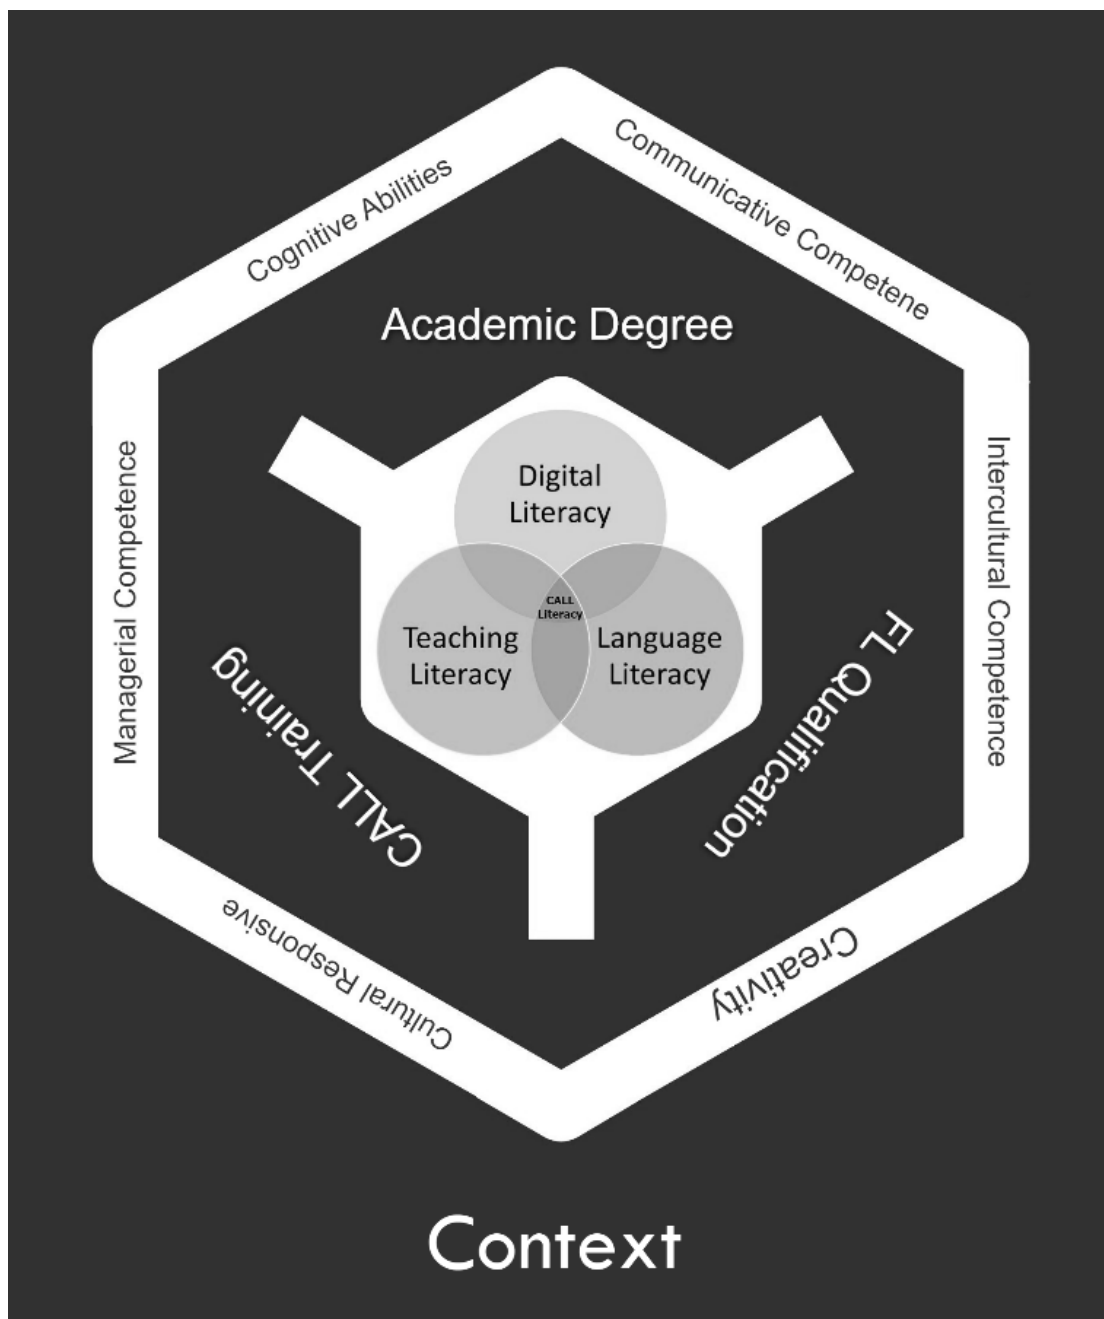 Cognitive Abilities
Communicative Competene
Academic Degree
Managerial Competence
Intercultural Competence
Digital
Literacy
CALL
Literacy
Teaching
Literacy
Language
Literacy
CALL Training
FL Qualification
Cultural Responsive
Creativity
Context